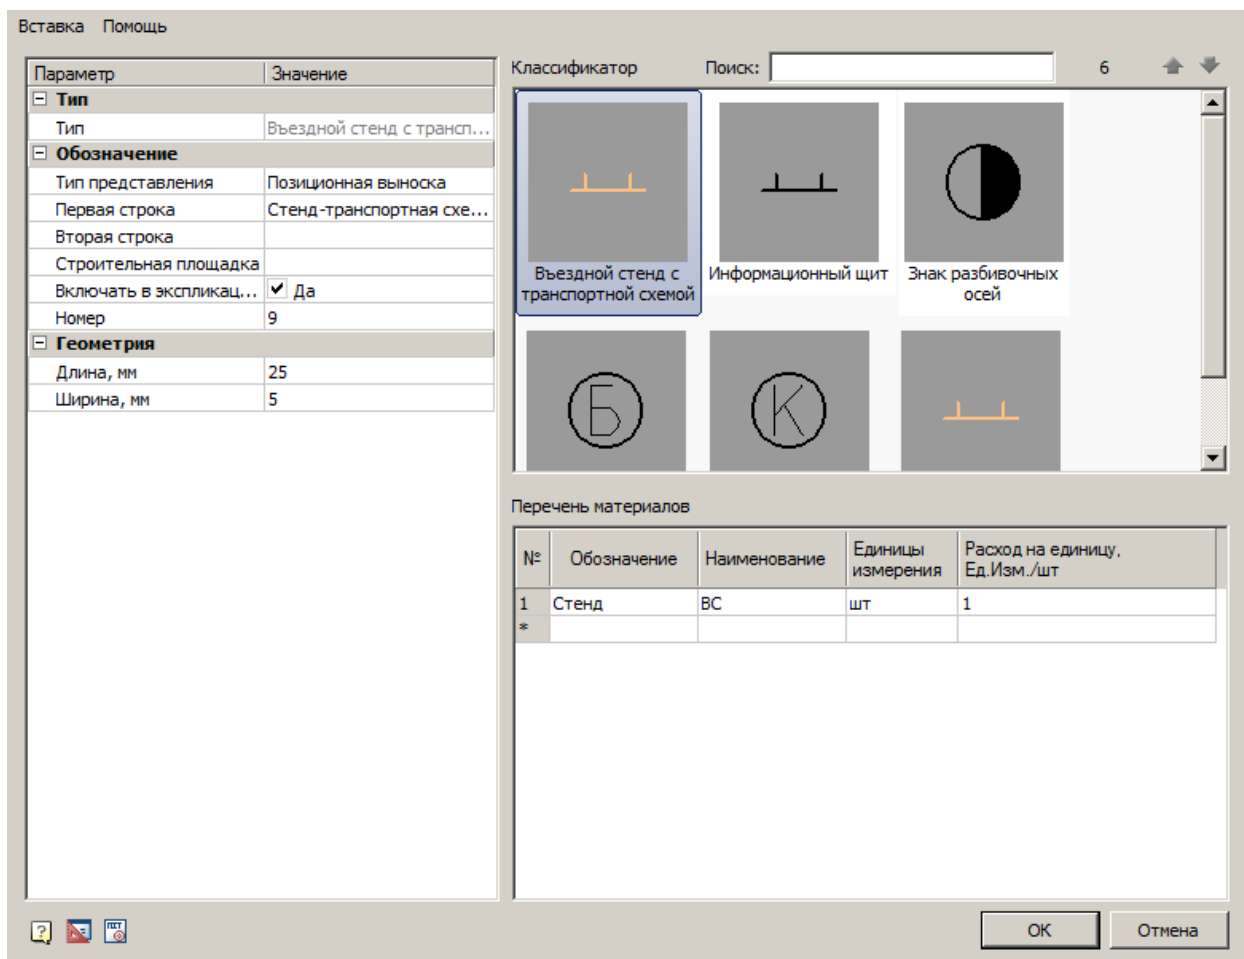 Вставка Помощь
Параметр Значение
Тип
Тип Въездной стенд с трансп...
Обозначение
Тип представления Позиционная выноска
Первая строка Стенд-транспортная схе...
Вторая строка
Строительная площадка
Включать в экспликац... Да
Номер 9
Геометрия
Длина, мм 25
Ширина, мм 5
Классификатор Поиск: 6
Въездной стенд с
транспортной схемой
Информационный щит
Знак разбивочных
осей
Б
К
Перечень материалов
№ Обозначение Наименование Единицы
измерения
Расход на единицу,
Ед.Изм./шт
1 Стенд ВС шт 1
*
ОК Отмена